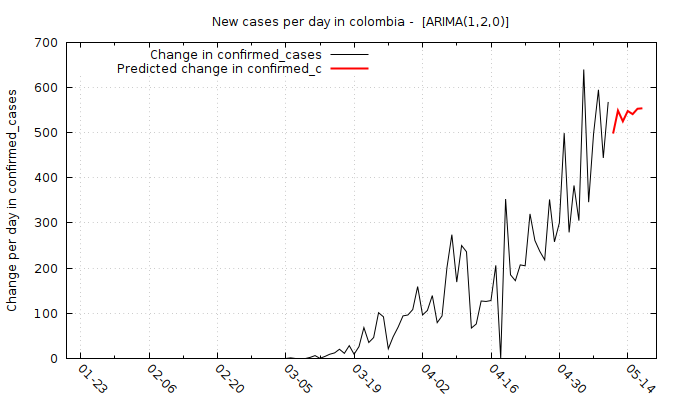 New cases per day in colombia -  [ARIMA(1,2,0)]
Change in confirmed_cases
Predicted change in confirmed_c
Change per day in confirmed_cases
700
600
500
400
300
200
100
0
01-23 02-06 02-20 03-05 03-19 04-02 04-16 04-30 05-14